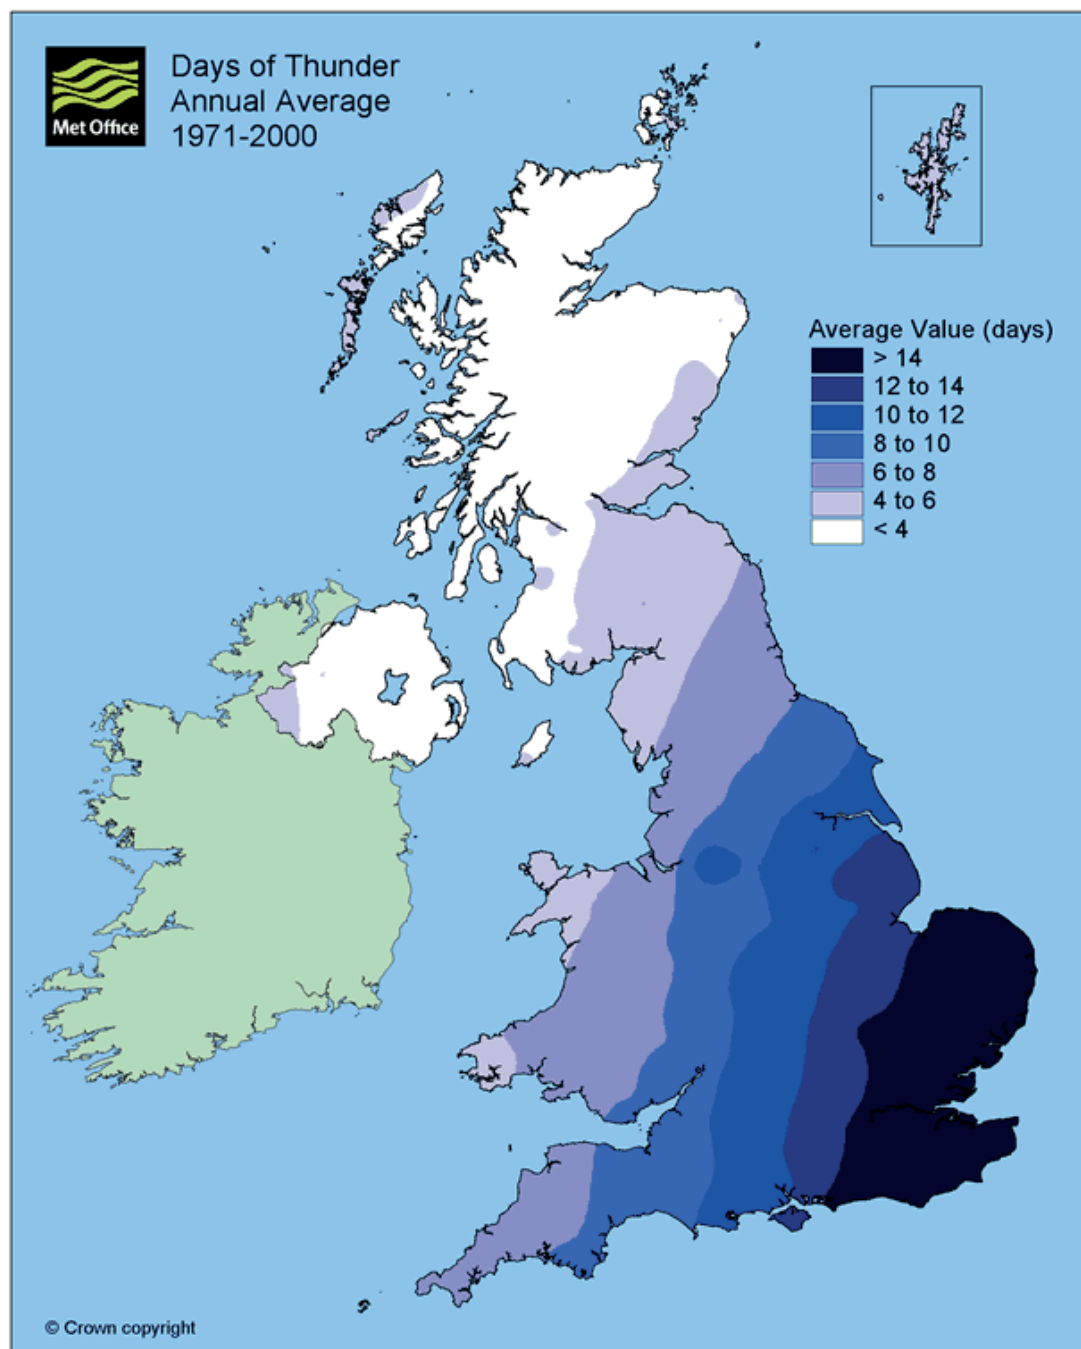 Met Office
Days of Thunder
Annual Average
1971-2000
Average Value (days)
> 14
12 to 14
10 to 12
8 to 10
6 to 8
4 to 6
< 4
© Crown copyright